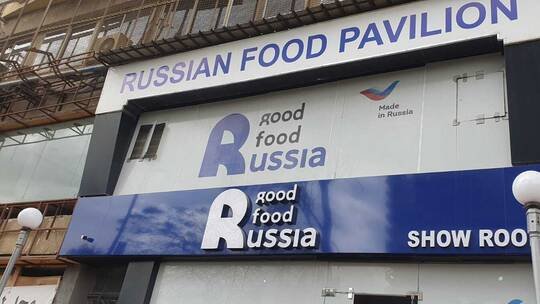 RUSSIAN FOOD PAVILION
good
food
Russia
Made
in Russia
good
food
Russia
SHOW ROO